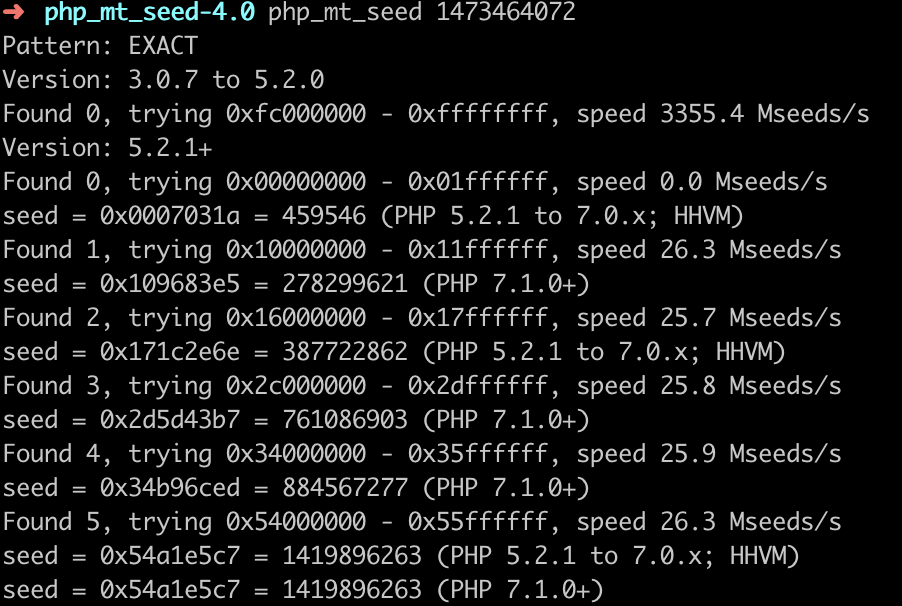 → php_mt_seed-4.0 php_mt_seed 1473464072
Pattern: EXACT
Version: 3.0.7 to 5.2.0
Found 0, trying 0xfc000000 - 0xffffffff, speed 3355.4 Mseeds/s
Version: 5.2.1+
Found 0, trying 0x00000000 - 0x01ffffff, speed 0.0 Mseeds/s
seed = 0x0007031a = 459546 (PHP 5.2.1 to 7.0.x; HHVM)
Found 1, trying 0x10000000 - 0x11ffffff, speed 26.3 Mseeds/s
seed = 0x109683e5 = 278299621 (PHP 7.1.0+)
Found 2, trying 0x16000000 - 0x17ffffff, speed 25.7 Mseeds/s
seed = 0x171c2e6e = 387722862 (PHP 5.2.1 to 7.0.x; HHVM)
Found 3, trying 0x2c000000 - 0x2dffffff, speed 25.8 Mseeds/s
seed = 0x2d5d43b7 = 761086903 (PHP 7.1.0+)
Found 4, trying 0x34000000 - 0x35ffffff, speed 25.9 Mseeds/s
seed = 0x34b96ced = 884567277 (PHP 7.1.0+)
Found 5, trying 0x54000000 - 0x55ffffff, speed 26.3 Mseeds/s
seed = 0x54a1e5c7 = 1419896263 (PHP 5.2.1 to 7.0.x; HHVM)
seed = 0x54a1e5c7 = 1419896263 (PHP 7.1.0+)